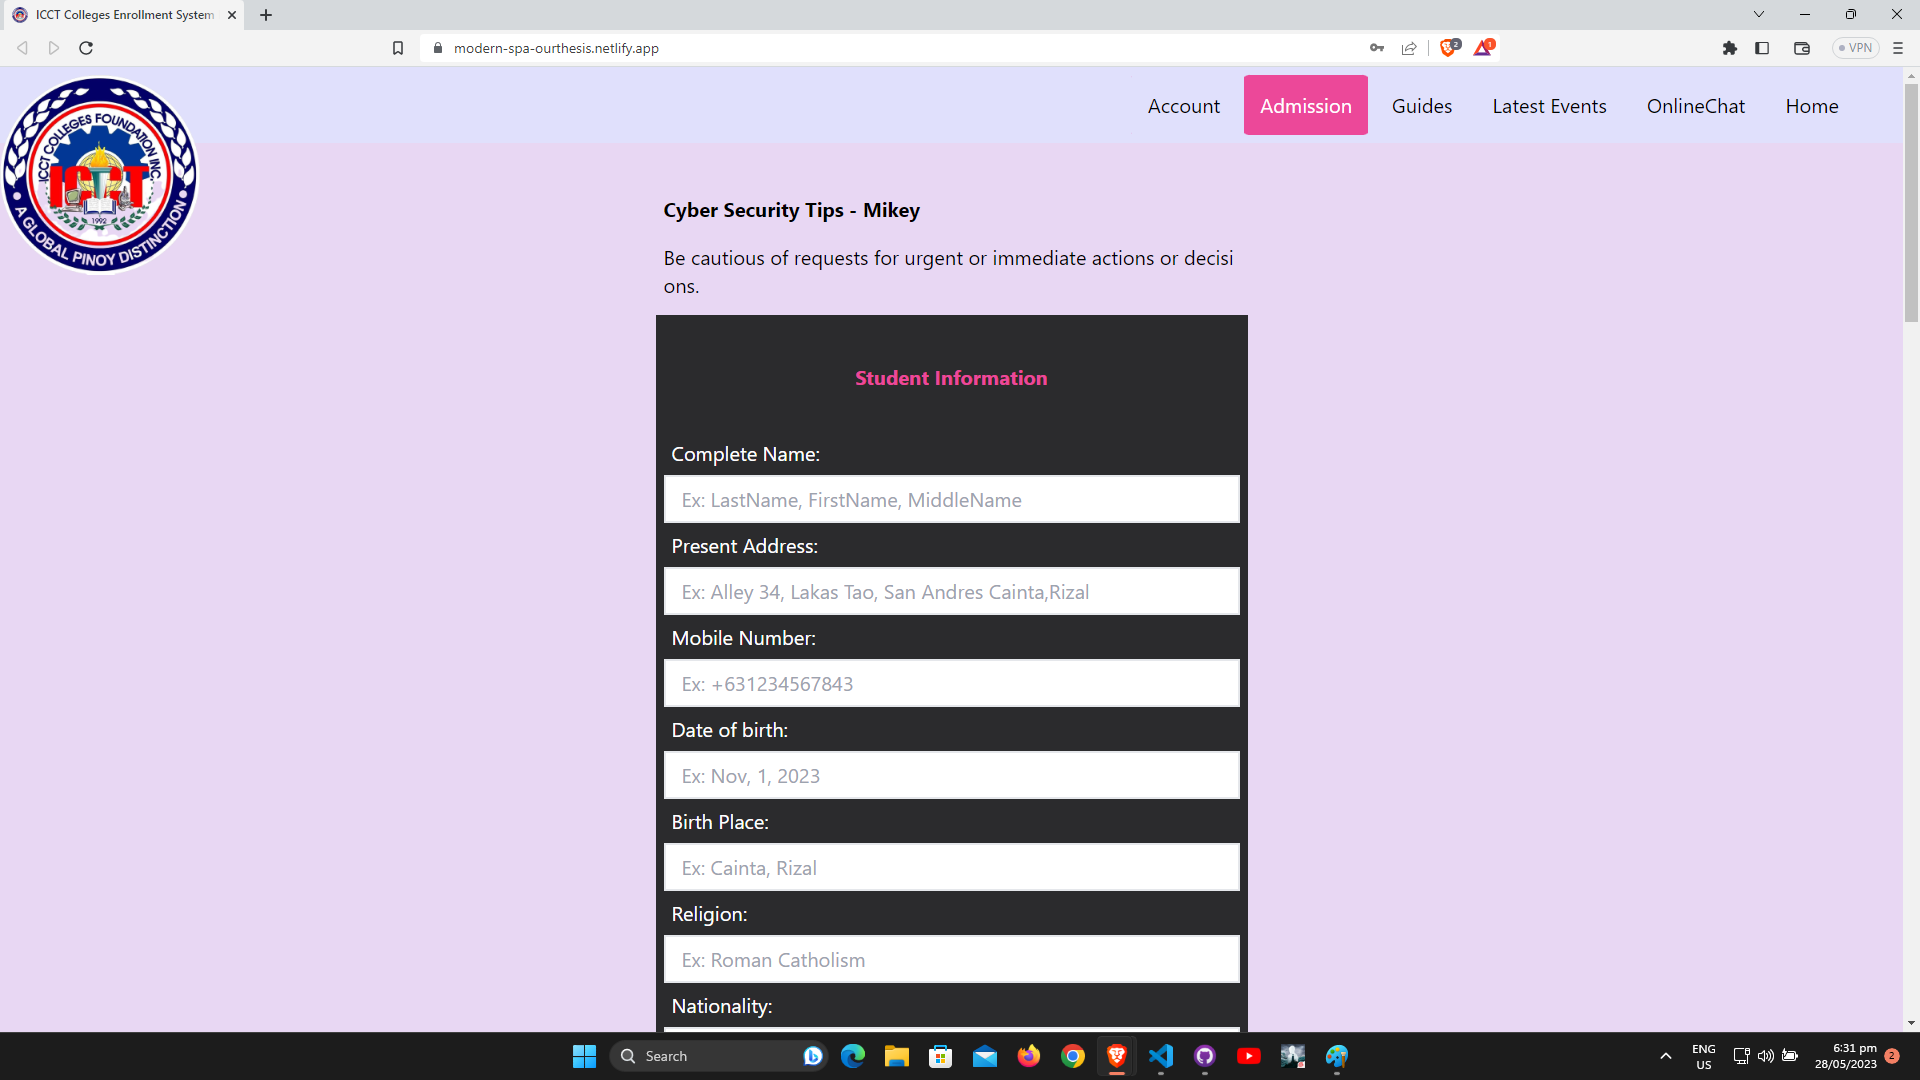 ICCT Colleges Enrollment System
modern-spa-ourthesis.netlify.app
2
1
VPN
ICCT COLLEGES FOUNDATION INC.
ICCT
1992
A GLOBAL PINOY DISTINCTION
Account
Admission
Guides
Latest Events
OnlineChat
Home
Cyber Security Tips - Mikey
Be cautious of requests for urgent or immediate actions or decisi
ons.
Student Information
Complete Name:
Ex: LastName, FirstName, MiddleName
Present Address:
Ex: Alley 34, Lakas Tao, San Andres Cainta,Rizal
Mobile Number:
Ex: +631234567843
Date of birth:
Ex: Nov, 1, 2023
Birth Place:
Ex: Cainta, Rizal
Religion:
Ex: Roman Catholism
Nationality:
Search
ENG
US
6:31 pm
28/05/2023
2